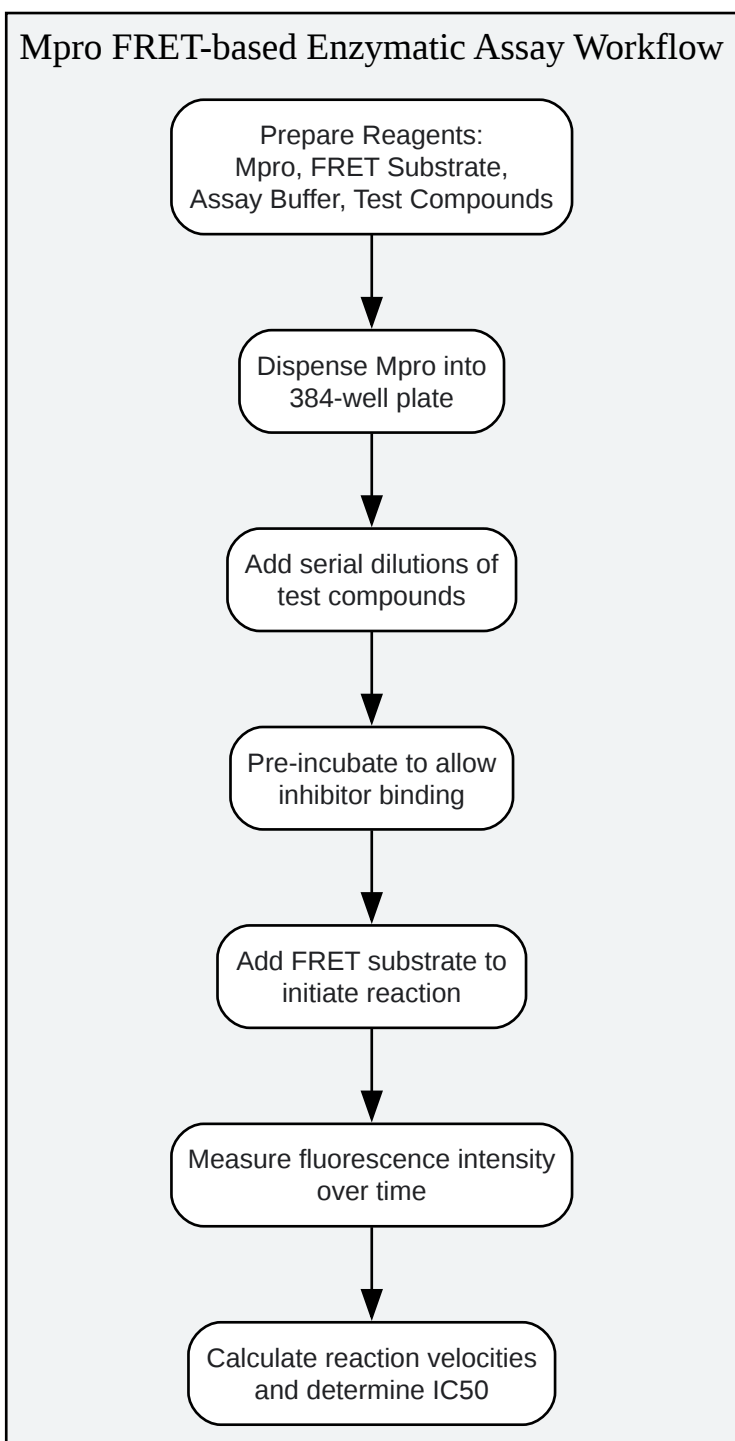 Mpro FRET-based Enzymatic Assay Workflow
Prepare Reagents:
Mpro, FRET Substrate,
Assay Buffer, Test Compounds
Dispense Mpro into
384-well plate
Add serial dilutions of
test compounds
Pre-incubate to allow
inhibitor binding
Add FRET substrate to
initiate reaction
Measure fluorescence intensity
over time
Calculate reaction velocities
and determine IC50